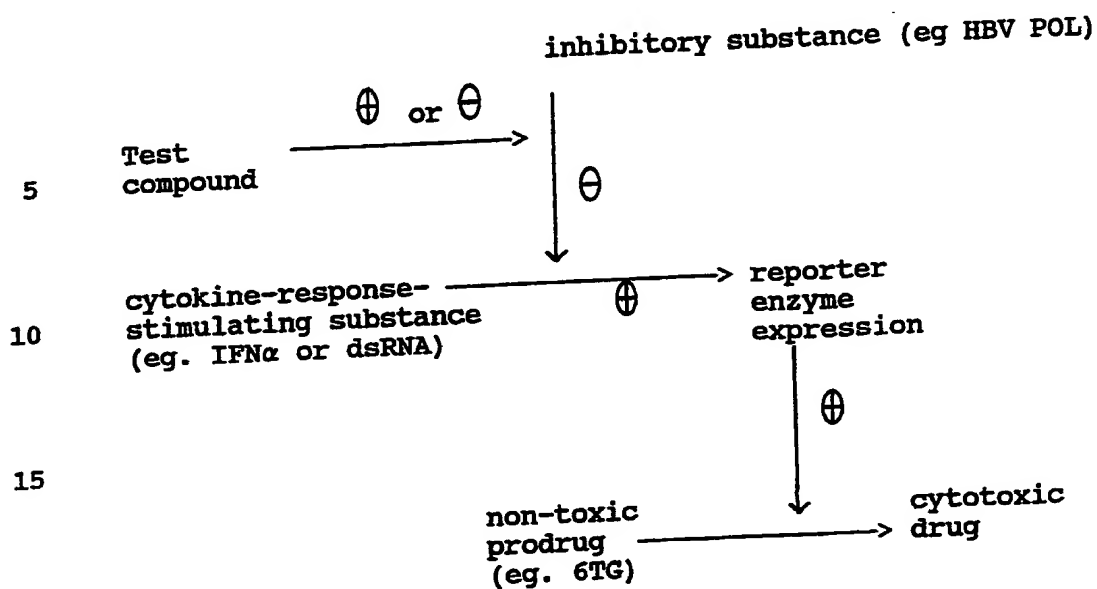 inhibitory substance (eg HBV POL)
⊕ or ⊖
Test
compound
5
⊖
cytokine-response-
stimulating substance
(eg. IFNα or dsRNA)
10
⊕
reporter
enzyme
expression
⊕
15
non-toxic
prodrug
(eg. 6TG)
cytotoxic
drug